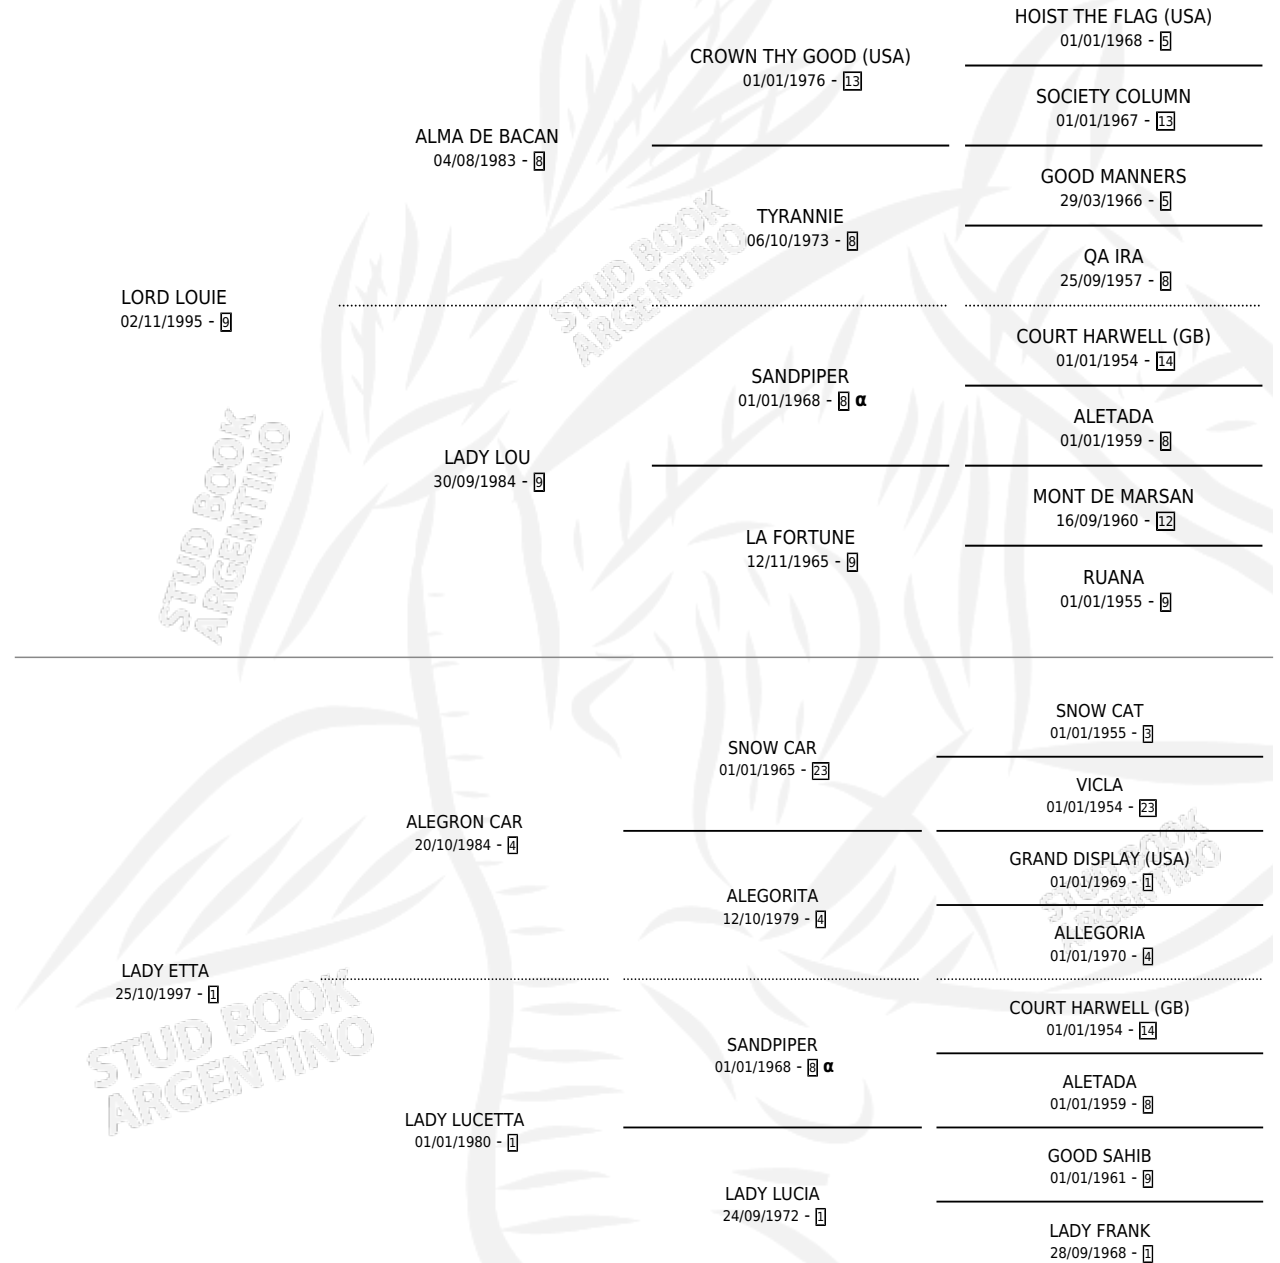 HOIST THE FLAG (USA)
01/01/1968 - 5
CROWN THY GOOD (USA)
01/01/1976 - 13
SOCIETY COLUMN
01/01/1967 - 13
ALMA DE BACAN
04/08/1983 - 8
GOOD MANNERS
29/03/1966 - 5
TYRANNIE
06/10/1973 - 8
QA IRA
25/09/1957 - 8
LORD LOUIE
02/11/1995 - 9
COURT HARWELL (GB)
01/01/1954 - 14
SANDPIPER
01/01/1968 - 8 α
ALETADA
01/01/1959 - 8
LADY LOU
30/09/1984 - 9
MONT DE MARSAN
16/09/1960 - 12
LA FORTUNE
12/11/1965 - 9
RUANA
01/01/1955 - 9
STUD BOOK
ARGENTINO
STUD BOOK
ARGENTINO
SNOW CAT
01/01/1955 - 3
SNOW CAR
01/01/1965 - 23
VICLA
01/01/1954 - 23
ALEGRON CAR
20/10/1984 - 4
GRAND DISPLAY (USA)
01/01/1969 - 1
ALEGORITA
12/10/1979 - 4
ALLEGORIA
01/01/1970 - 4
LADY ETTA
25/10/1997 - 1
COURT HARWELL (GB)
01/01/1954 - 14
SANDPIPER
01/01/1968 - 8 α
ALETADA
01/01/1959 - 8
LADY LUCETTA
01/01/1980 - 1
GOOD SAHIB
01/01/1961 - 9
LADY LUCIA
24/09/1972 - 1
LADY FRANK
28/09/1968 - 1
STUD BOOK
ARGENTINO
STUD BOOK
ARGENTINO